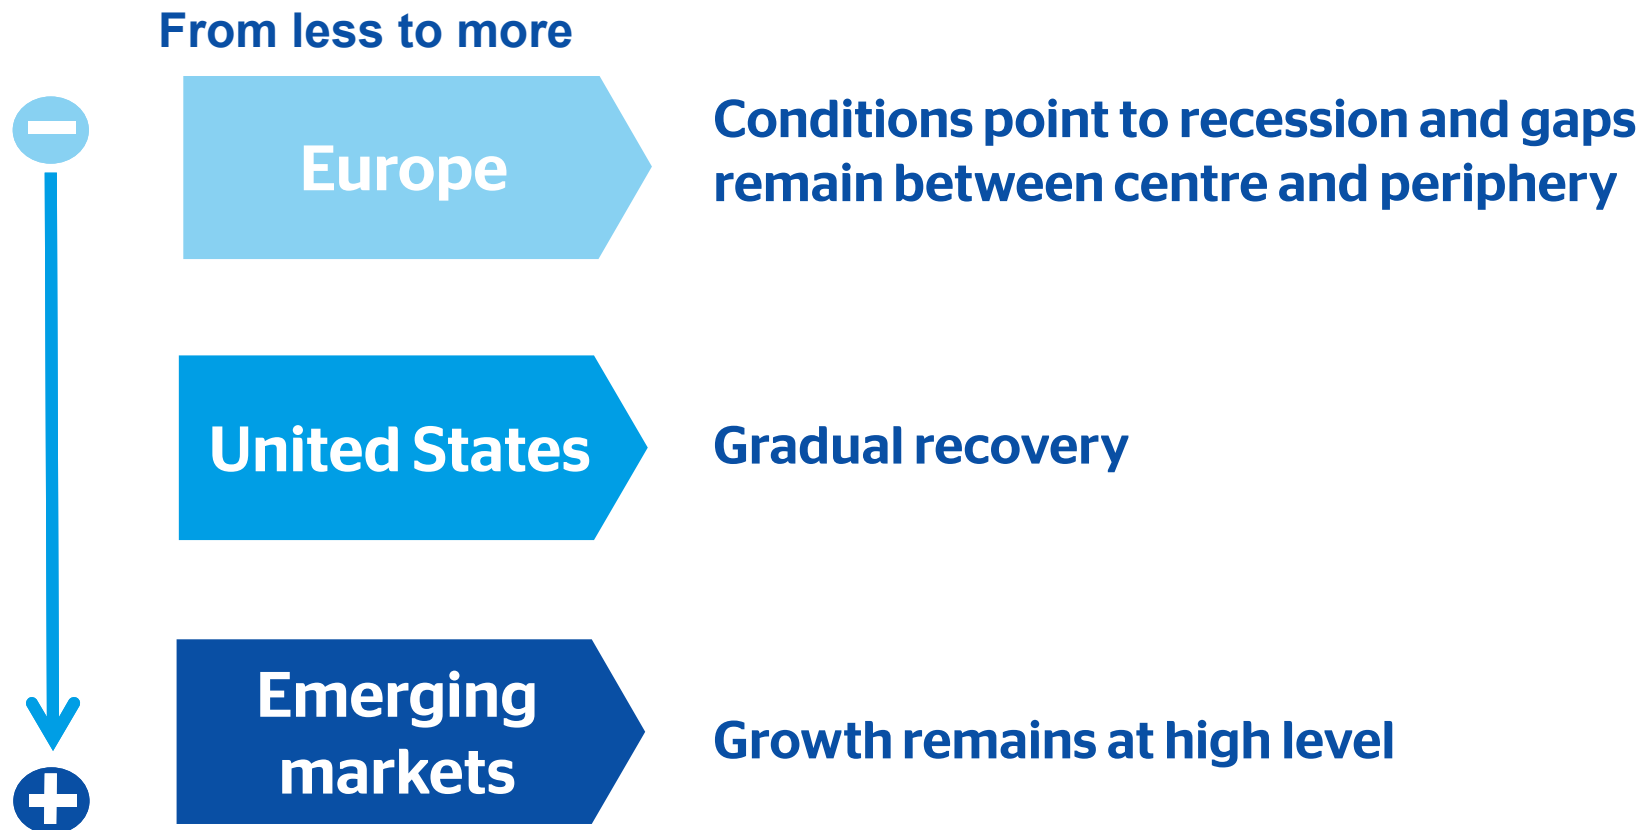 From less to more
Europe
Conditions point to recession and gaps
remain between centre and periphery
United States
Gradual recovery
Emerging
markets
Growth remains at high level